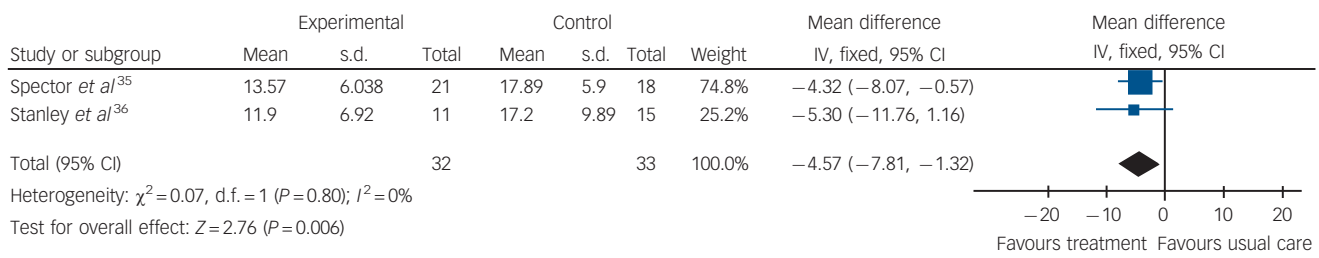 Experimental Control Mean difference Mean difference
Study or subgroup Mean s.d. Total Mean s.d. Total Weight IV, fixed, 95% CI IV, fixed, 95% CI
Spector et al35 13.57 6.038 21 17.89 5.9 18 74.8% −4.32 (−8.07, −0.57)
Stanley et al36 11.9 6.92 11 17.2 9.89 15 25.2% −5.30 (−11.76, 1.16)
Total (95% CI) 32 33 100.0% −4.57 (−7.81, −1.32)
Heterogeneity: χ2=0.07, d.f.=1 (P=0.80); I2=0%
Test for overall effect: Z=2.76 (P=0.006)
−20 −10 0 10 20
Favours treatment Favours usual care